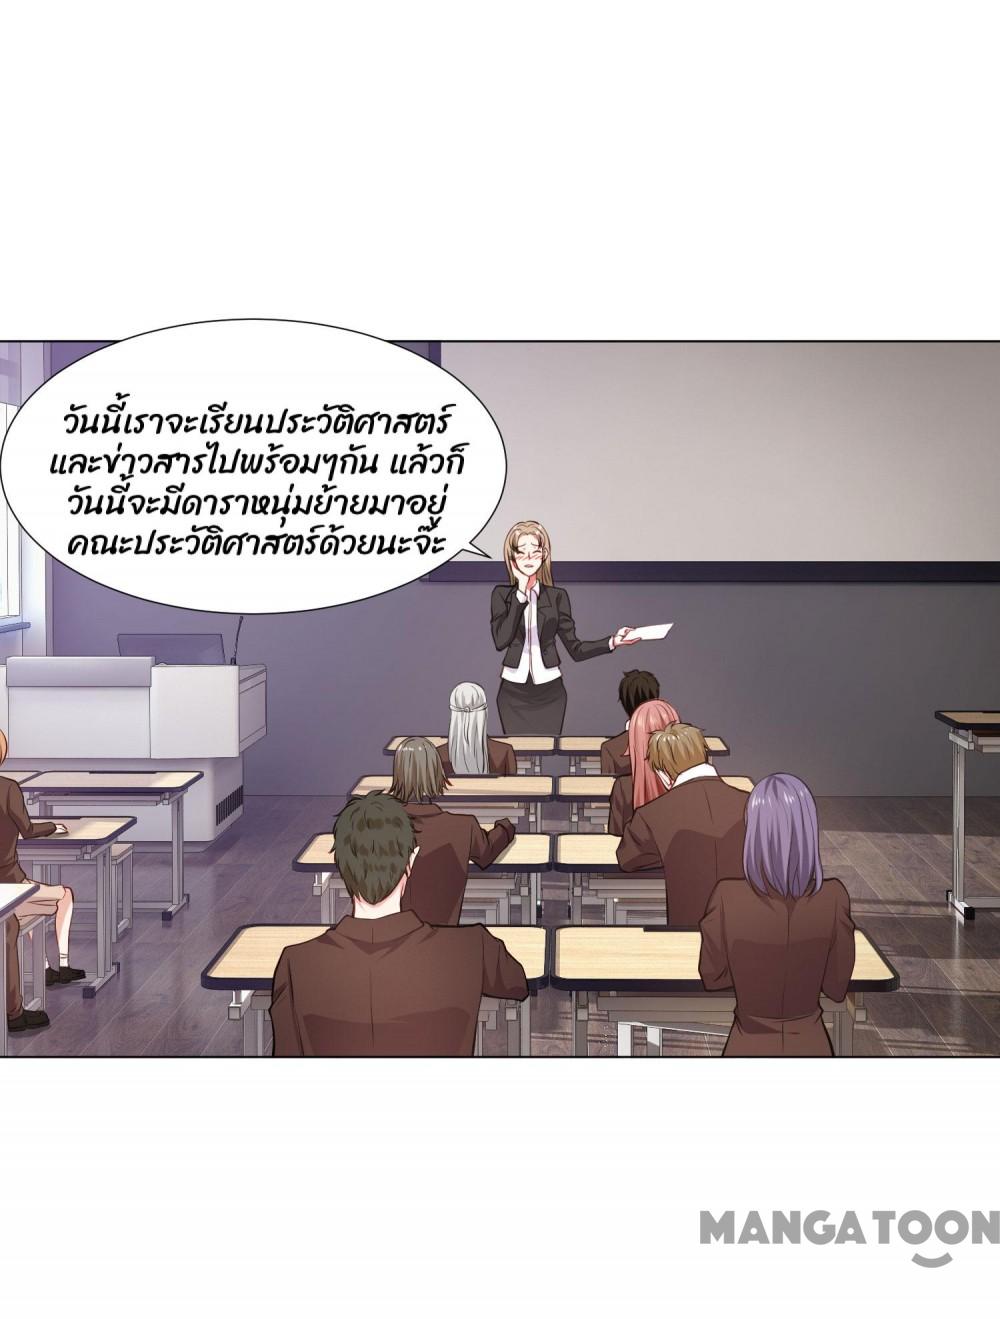 วันนี้เราจะเรียนประวัติศาสตร์
และข่าวสารไปพร้อมๆกัน แล้วก็
วันนี้จะมีดาราหนุ่มย้ายมาอยู่
คณะประวัติศาสตร์ด้วยนะจ๊ะ
MANGATOON